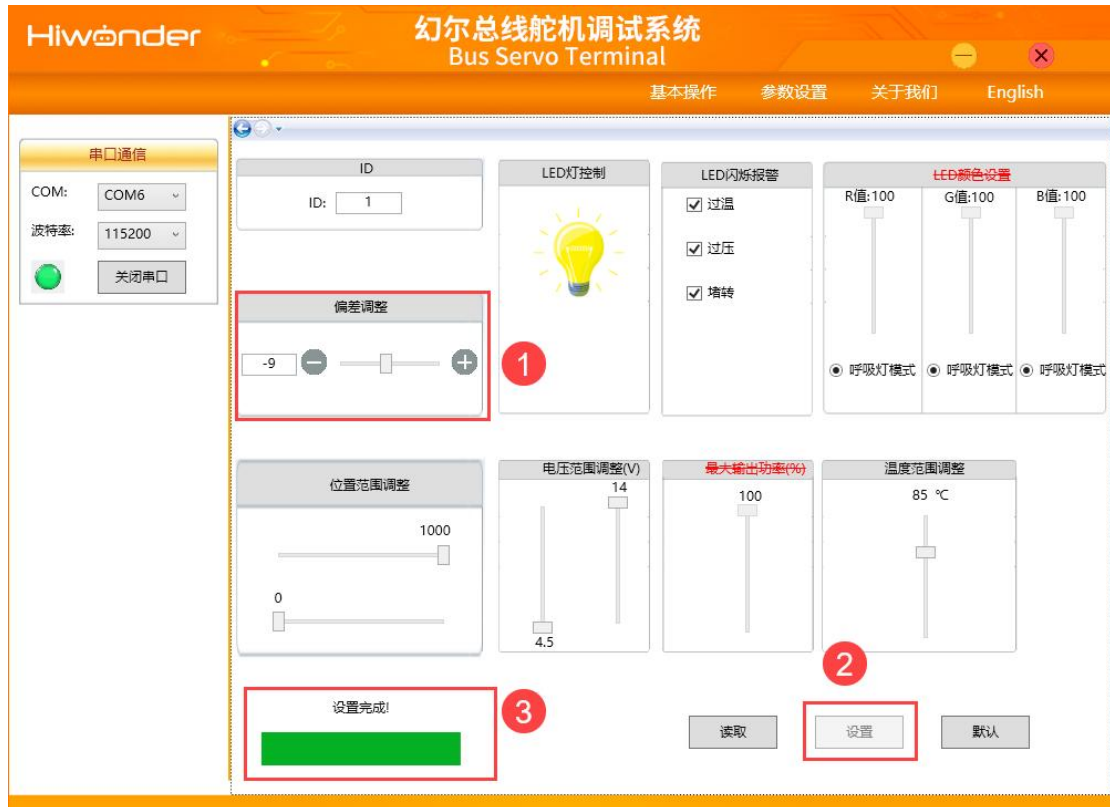 Hiwonder
幻尔总线舵机调试系统
Bus Servo Terminal
基本操作 参数设置 关于我们 English
串口通信
COM: COM6
波特率: 115200
关闭串口
ID
ID: 1
偏差调整
-9
1
LED灯控制
LED闪烁报警
过温
过压
堵转
LED颜色设置
R值:100 G值:100 B值:100
呼吸灯模式 呼吸灯模式 呼吸灯模式
位置范围调整
1000
0
电压范围调整(V)
14
4.5
最大输出功率(%)
100
温度范围调整
85 ℃
设置完成!
3
2
读取 设置 默认